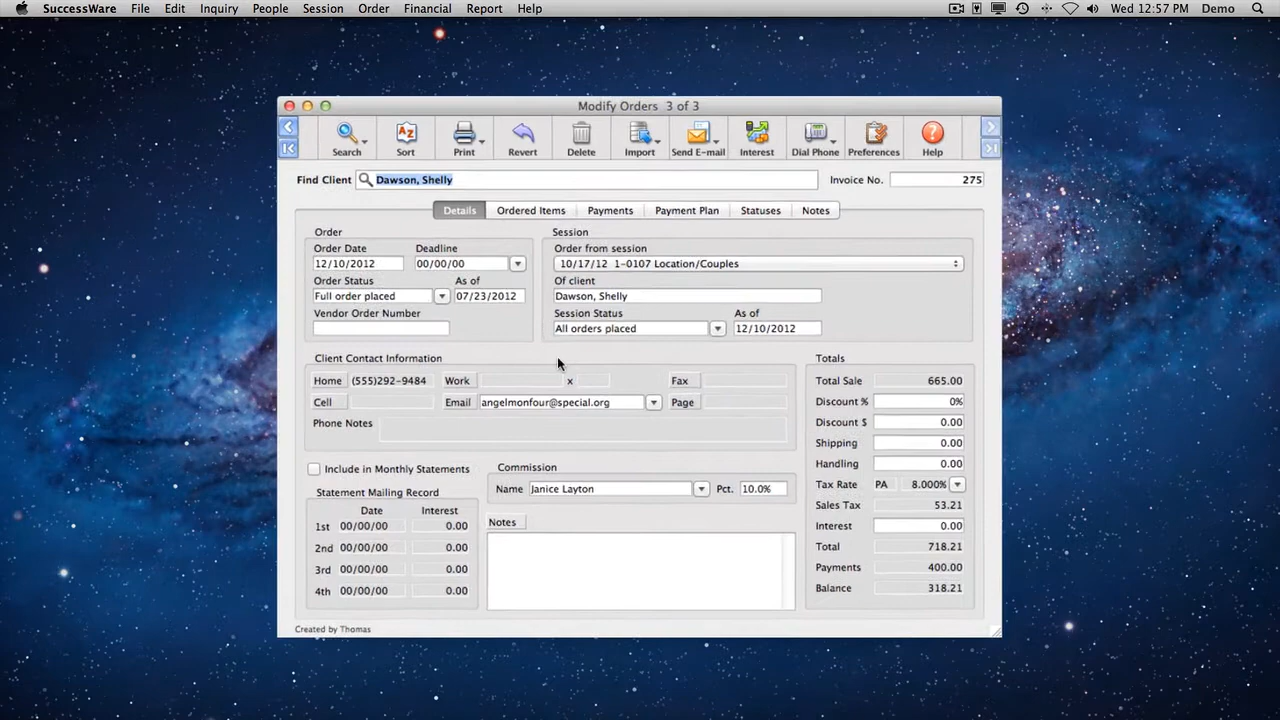 SuccessWare File Edit Inquiry People Session Order Financial Report Help Wed 12:57 PM Demo
Modify Orders 3 of 3
Search Sort Print Revert Delete Import Send E-mail Interest Dial Phone Preferences Help
Find Client Dawson, Shelly Invoice No. 275
Details Ordered Items Payments Payment Plan Statuses Notes
Order Session
Order Date Deadline Order from session
12/10/2012 00/00/00 10/17/12 1-0107 Location/Couples
Order Status As of Of client
Full order placed 07/23/2012 Dawson, Shelly
Vendor Order Number Session Status As of
All orders placed 12/10/2012
Client Contact Information Totals
Home (555)292-9484 Work x Fax Total Sale 665.00
Cell Email angelmonfour@special.org Page Discount % 0%
Phone Notes Discount $ 0.00
Shipping 0.00
Include in Monthly Statements Commission Handling 0.00
Statement Mailing Record Name Janice Layton Pct. 10.0% Tax Rate PA 8.000%
Date Interest Sales Tax 53.21
1st 00/00/00 0.00 Notes Interest 0.00
2nd 00/00/00 0.00 Total 718.21
3rd 00/00/00 0.00 Payments 400.00
4th 00/00/00 0.00 Balance 318.21
Created by Thomas